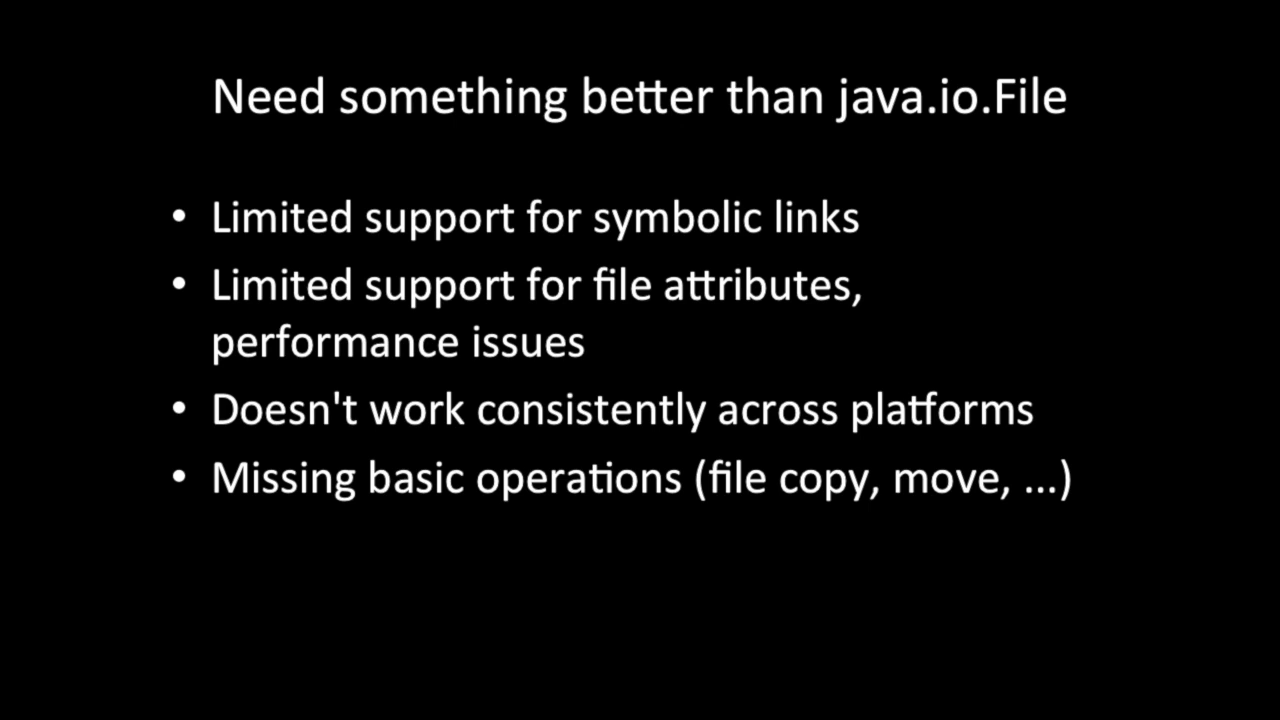 Need something better than java.io.File
• Limited support for symbolic links
• Limited support for file attributes,
performance issues
• Doesn't work consistently across platforms
• Missing basic operations (file copy, move, ...)